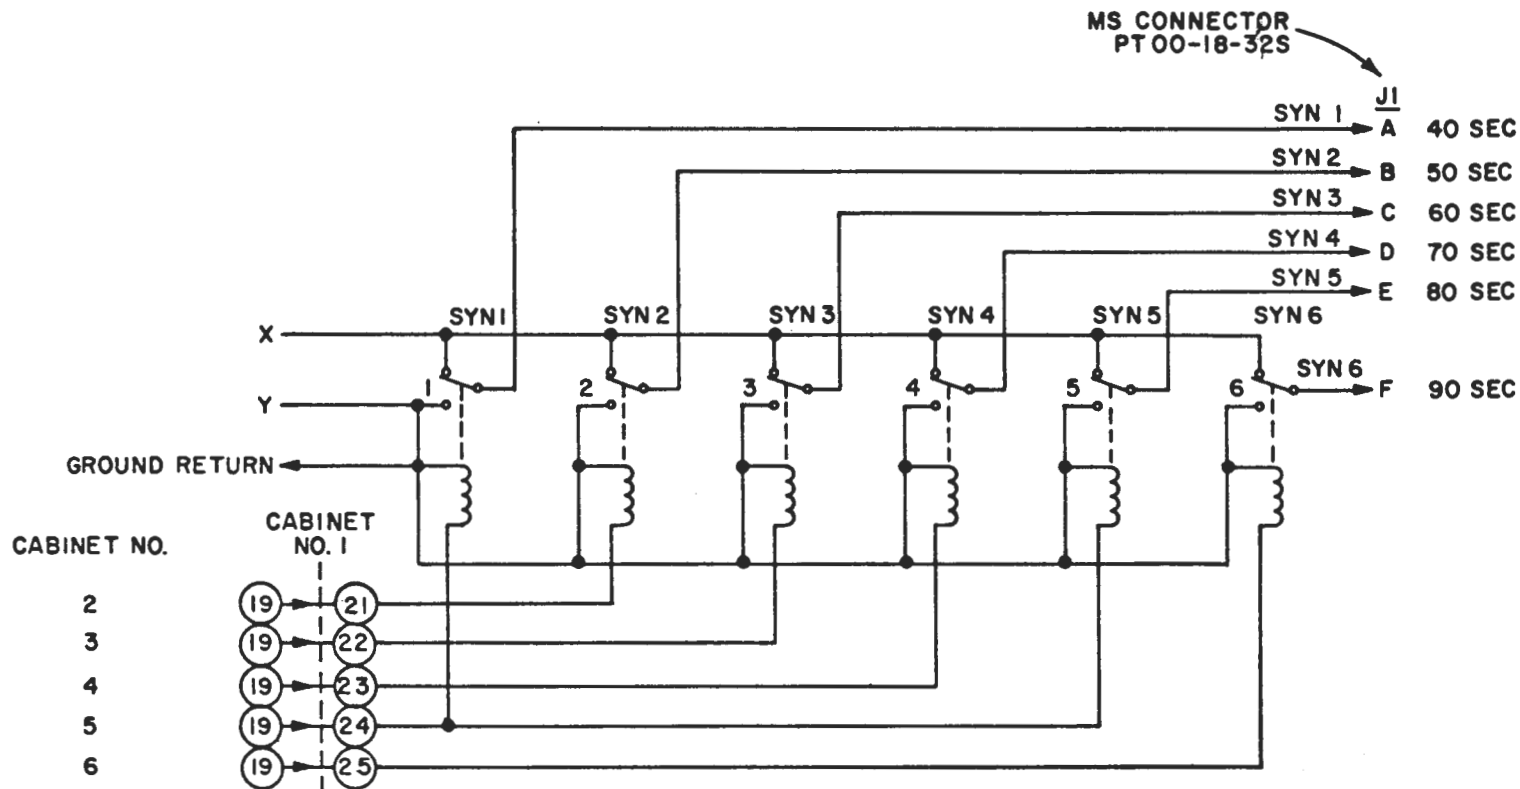 MS CONNECTOR
PT00-18-32S
J1
SYN 1 A 40 SEC
SYN 2 B 50 SEC
SYN 3 C 60 SEC
SYN 4 D 70 SEC
SYN 5 E 80 SEC
X SYN 1 SYN 2 SYN 3 SYN 4 SYN 5 SYN 6
SYN 6 F 90 SEC
1 2 3 4 5 6
Y
GROUND RETURN
CABINET NO.
CABINET
NO. 1
2 19 21
3 19 22
4 19 23
5 19 24
6 19 25